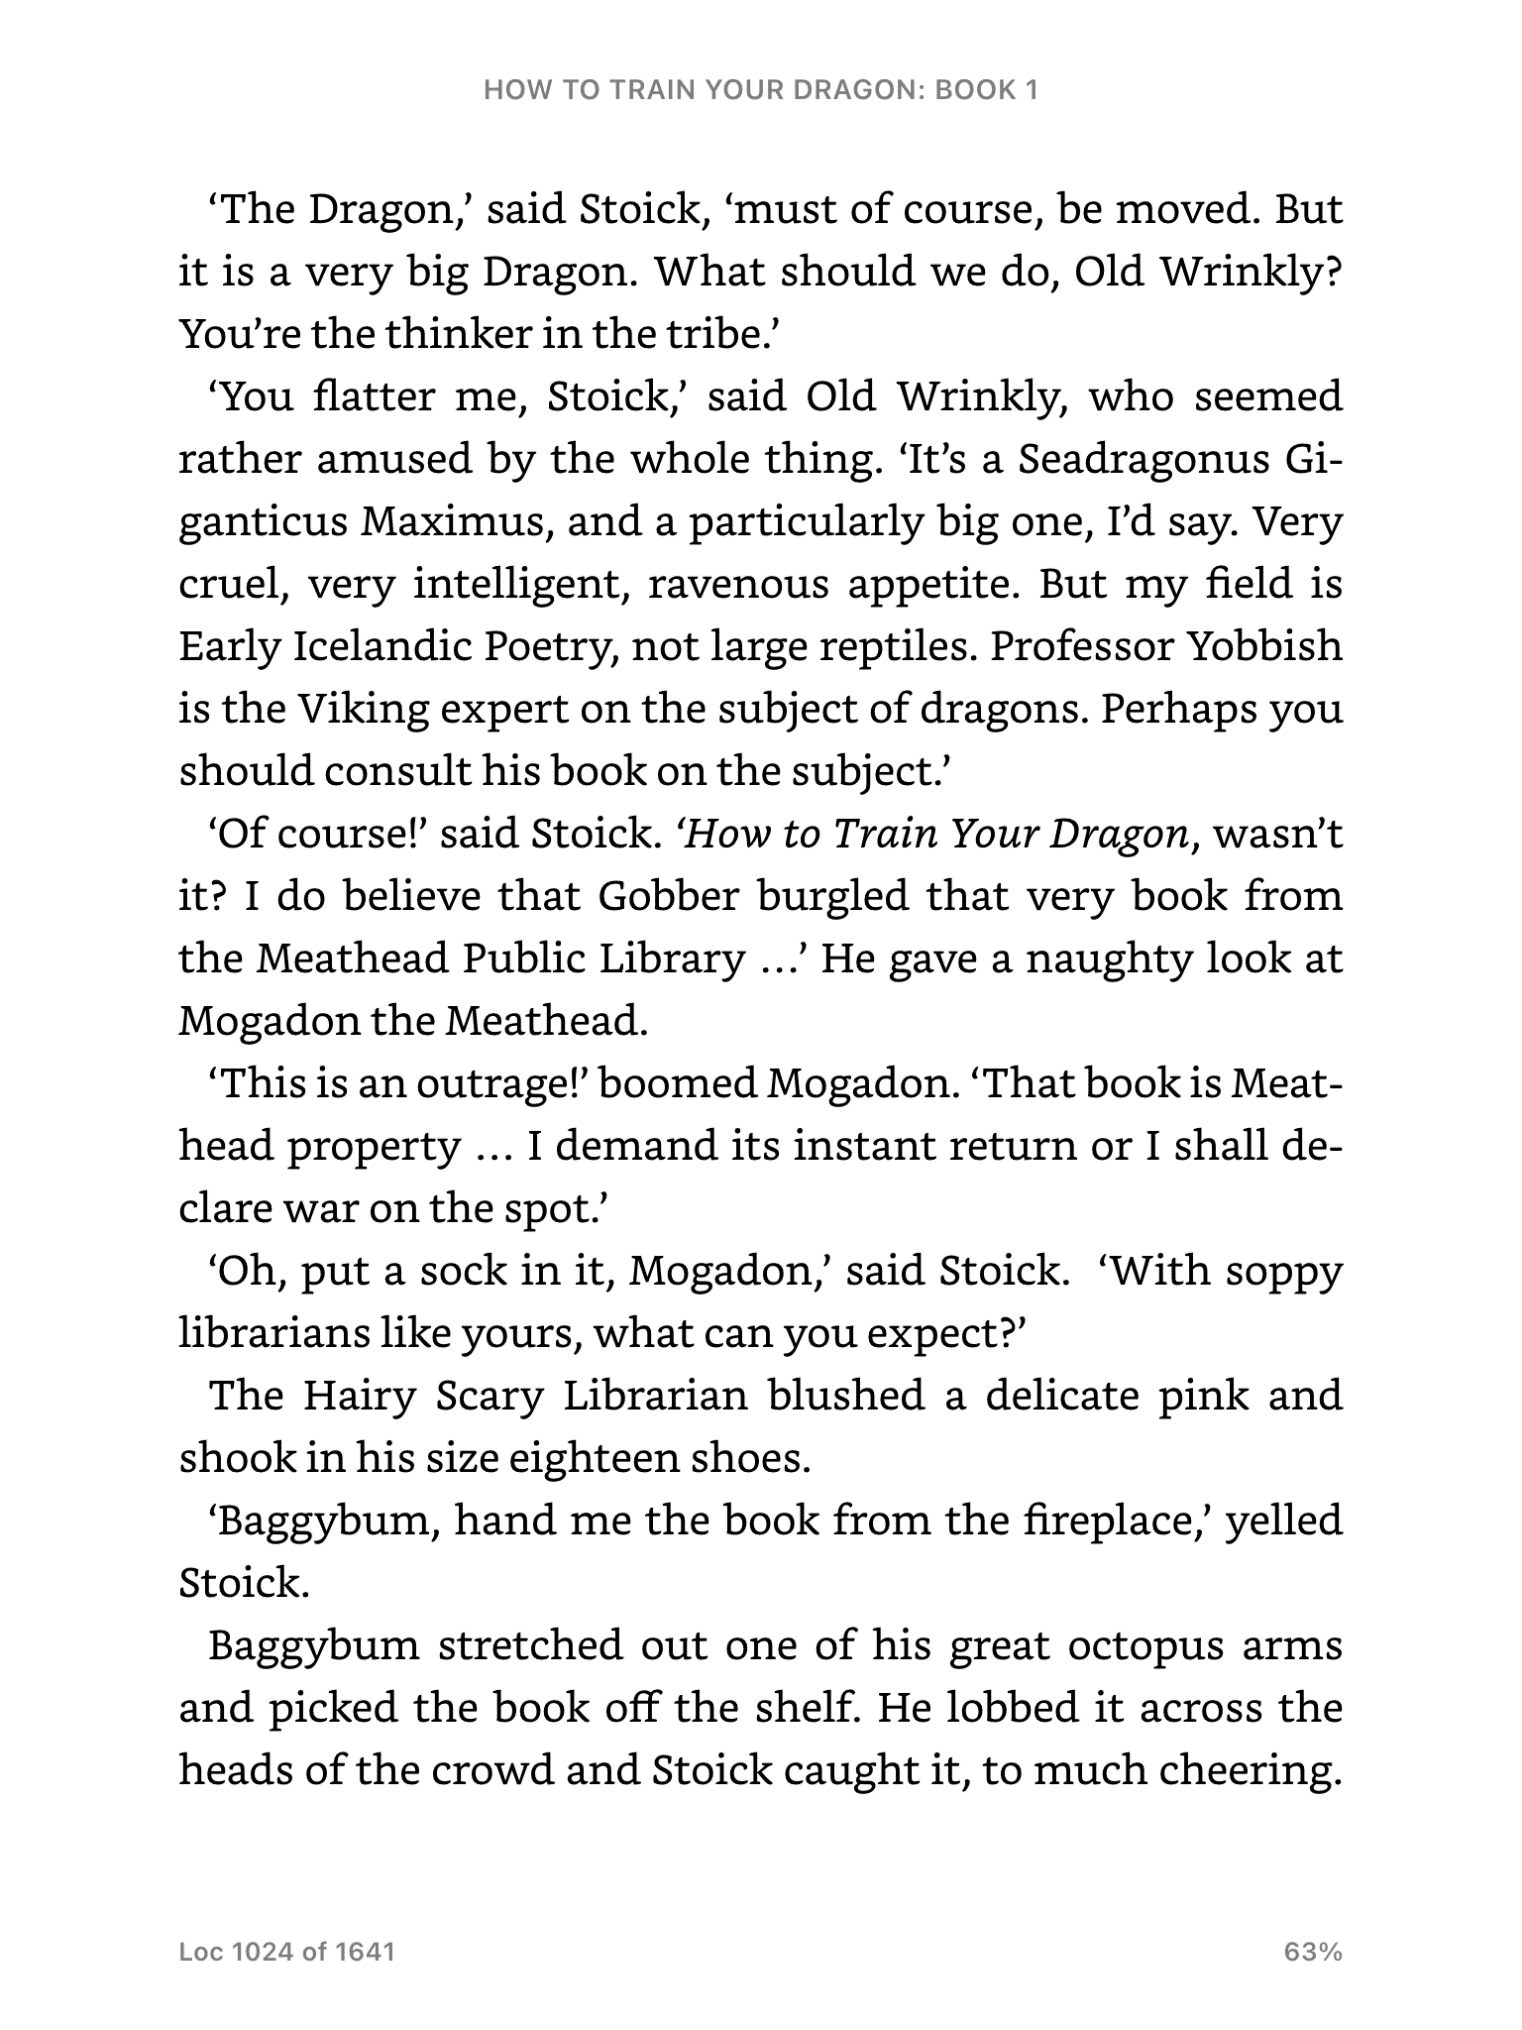 HOW TO TRAIN YOUR DRAGON: BOOK 1
‘The Dragon,’ said Stoick, ‘must of course, be moved. But
it is a very big Dragon. What should we do, Old Wrinkly?
You’re the thinker in the tribe.’
‘You flatter me, Stoick,’ said Old Wrinkly, who seemed
rather amused by the whole thing. ‘It’s a Seadragonus Gi-
ganticus Maximus, and a particularly big one, I’d say. Very
cruel, very intelligent, ravenous appetite. But my field is
Early Icelandic Poetry, not large reptiles. Professor Yobbish
is the Viking expert on the subject of dragons. Perhaps you
should consult his book on the subject.’
‘Of course!’ said Stoick. ‘How to Train Your Dragon, wasn’t
it? I do believe that Gobber burgled that very book from
the Meathead Public Library …’ He gave a naughty look at
Mogadon the Meathead.
‘This is an outrage!’ boomed Mogadon. ‘That book is Meat-
head property … I demand its instant return or I shall de-
clare war on the spot.’
‘Oh, put a sock in it, Mogadon,’ said Stoick.  ‘With soppy
librarians like yours, what can you expect?’
The Hairy Scary Librarian blushed a delicate pink and
shook in his size eighteen shoes.
‘Baggybum, hand me the book from the fireplace,’ yelled
Stoick.
Baggybum stretched out one of his great octopus arms
and picked the book off the shelf. He lobbed it across the
heads of the crowd and Stoick caught it, to much cheering.
Loc 1024 of 1641
63%